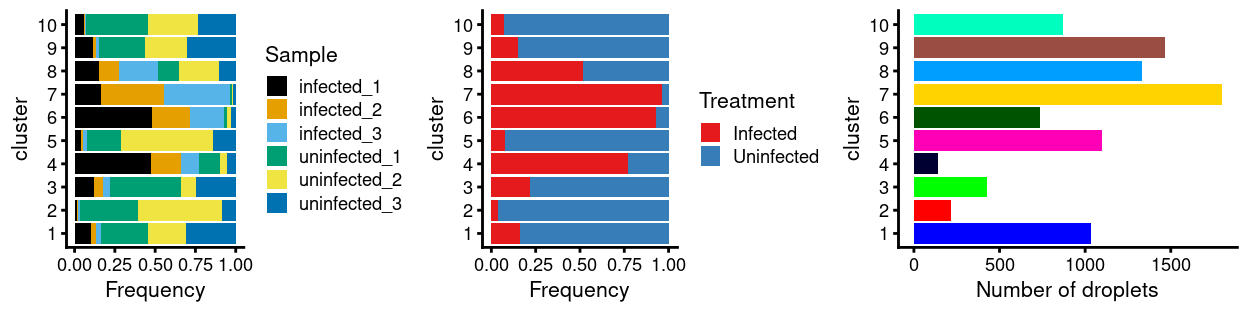 10
9
8
7
6
5
4
3
2
1
cluster
0.00 0.25 0.50 0.75 1.00
Frequency
Sample
infected_1
infected_2
infected_3
uninfected_1
uninfected_2
uninfected_3
10
9
8
7
6
5
4
3
2
1
cluster
0.00 0.25 0.50 0.75 1.00
Frequency
Treatment
Infected
Uninfected
10
9
8
7
6
5
4
3
2
1
cluster
0 500 1000 1500
Number of droplets